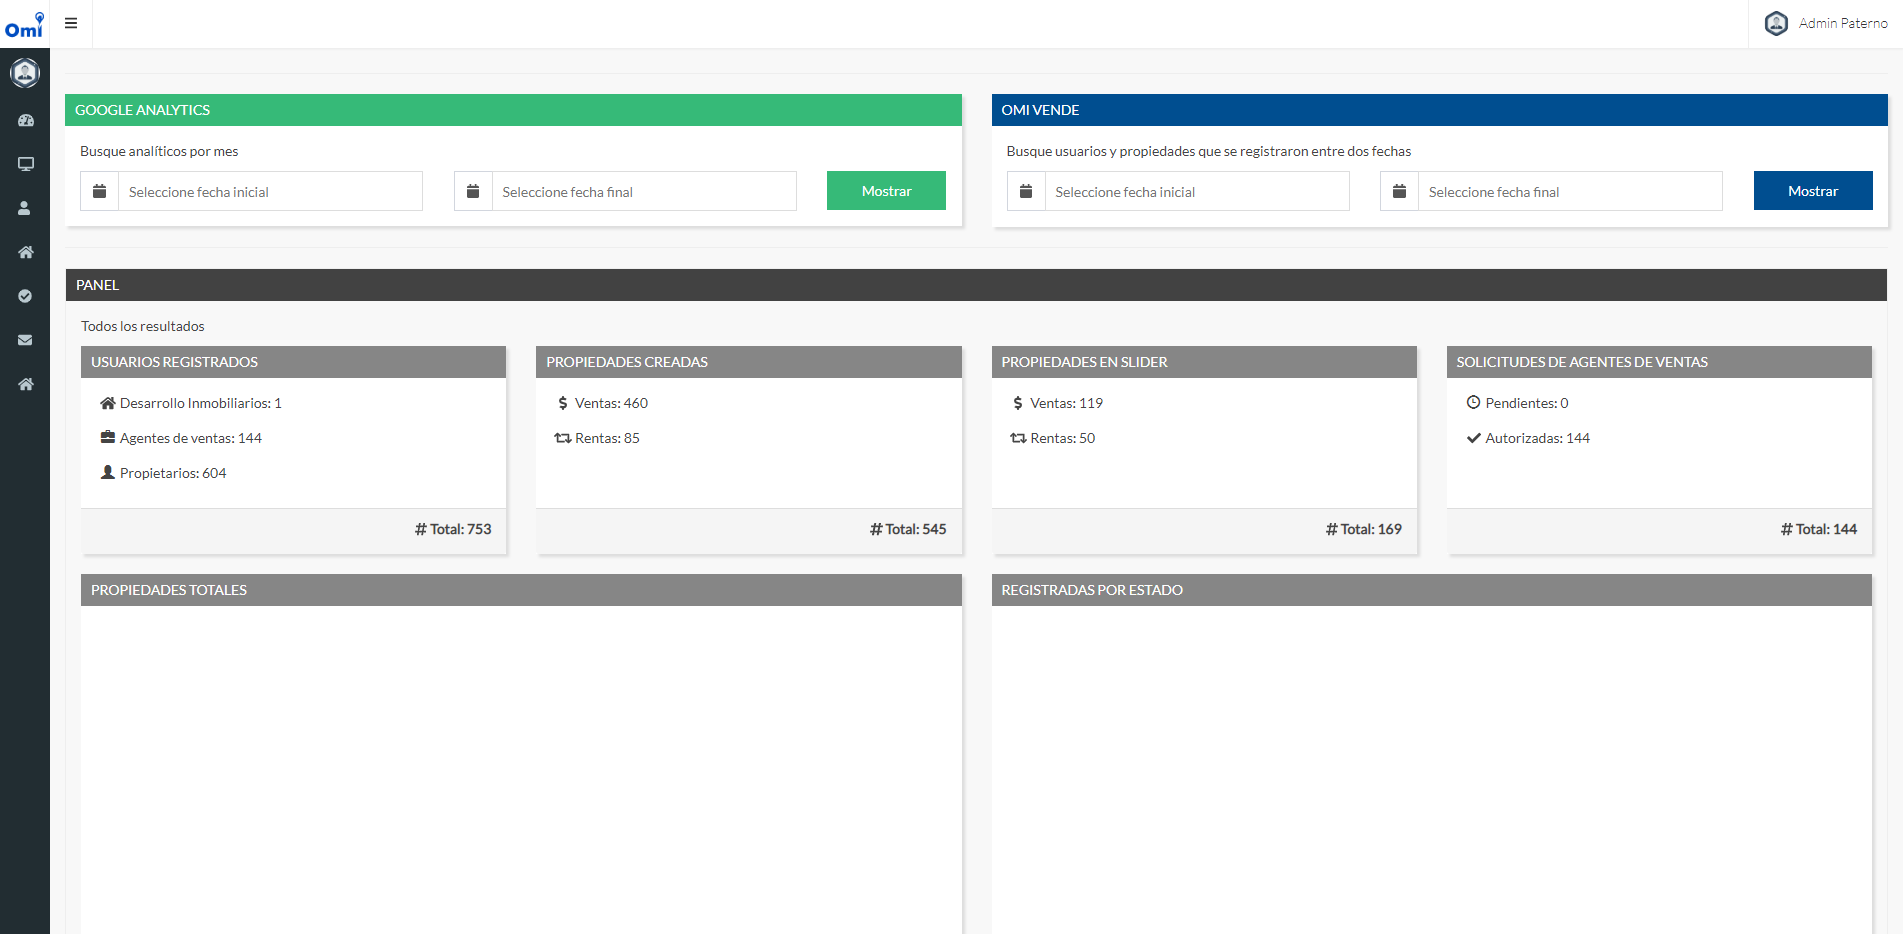 Omi
Admin Paterno
GOOGLE ANALYTICS
Busque analíticos por mes
Seleccione fecha inicial
Seleccione fecha final
Mostrar
OMI VENDE
Busque usuarios y propiedades que se registraron entre dos fechas
Seleccione fecha inicial
Seleccione fecha final
Mostrar
PANEL
Todos los resultados
USUARIOS REGISTRADOS
Desarrollo Inmobiliarios: 1
Agentes de ventas: 144
Propietarios: 604
# Total: 753
PROPIEDADES CREADAS
$ Ventas: 460
Rentas: 85
# Total: 545
PROPIEDADES EN SLIDER
$ Ventas: 119
Rentas: 50
# Total: 169
SOLICITUDES DE AGENTES DE VENTAS
Pendientes: 0
Autorizadas: 144
# Total: 144
PROPIEDADES TOTALES
REGISTRADAS POR ESTADO